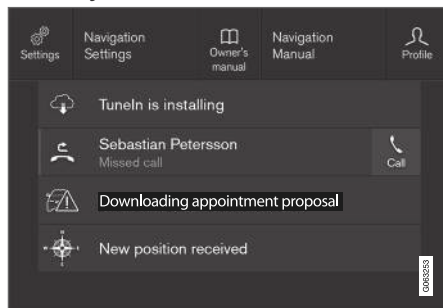 Settings
Navigation
Settings
Owner's
manual
Navigation
Manual
Profile
TuneIn is installing
Sebastian Petersson
Missed call
Call
Downloading appointment proposal
New position received
G063253